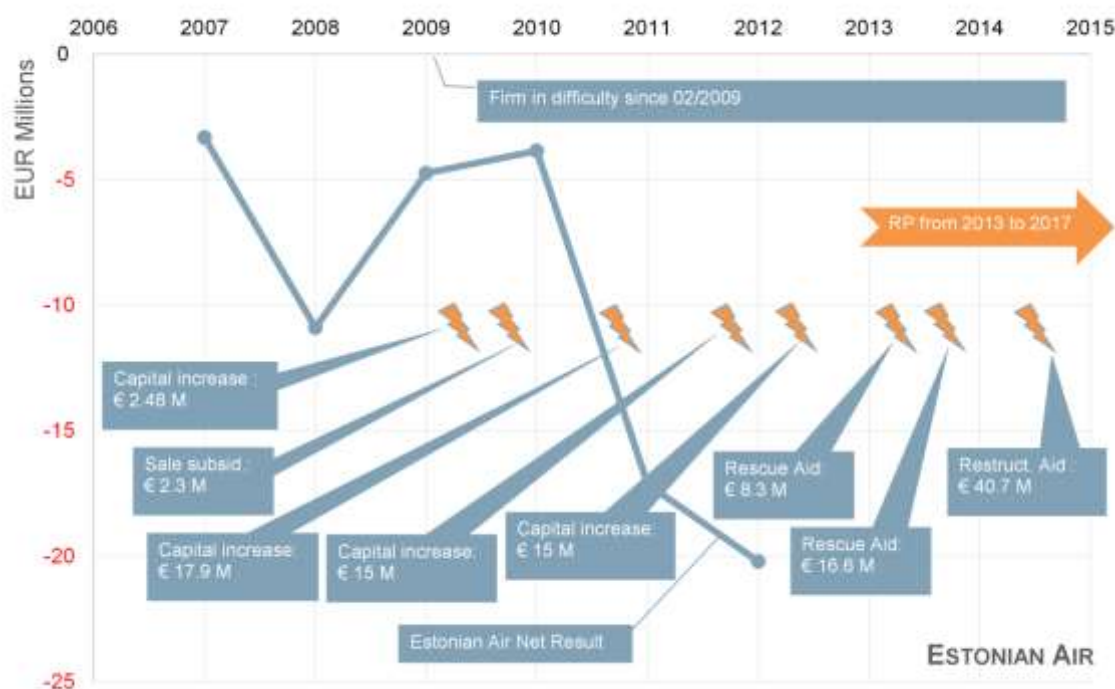 2006 2007 2008 2009 2010 2011 2012 2013 2014 2015
EUR Millions
0
-5
-10
-15
-20
-25
Firm in difficulty since 02/2009
RP from 2013 to 2017
Capital increase :
€ 2.48 M
Sale subsid.:
€ 2.3 M
Capital Increase:
€ 17.9 M
Capital increase:
€ 15 M
Capital increase:
€ 15 M
Rescue Aid:
€ 8.3 M
Rescue Aid:
€ 16.6 M
Restruct. Aid :
€ 40.7 M
Estonian Air Net Result
ESTONIAN AIR